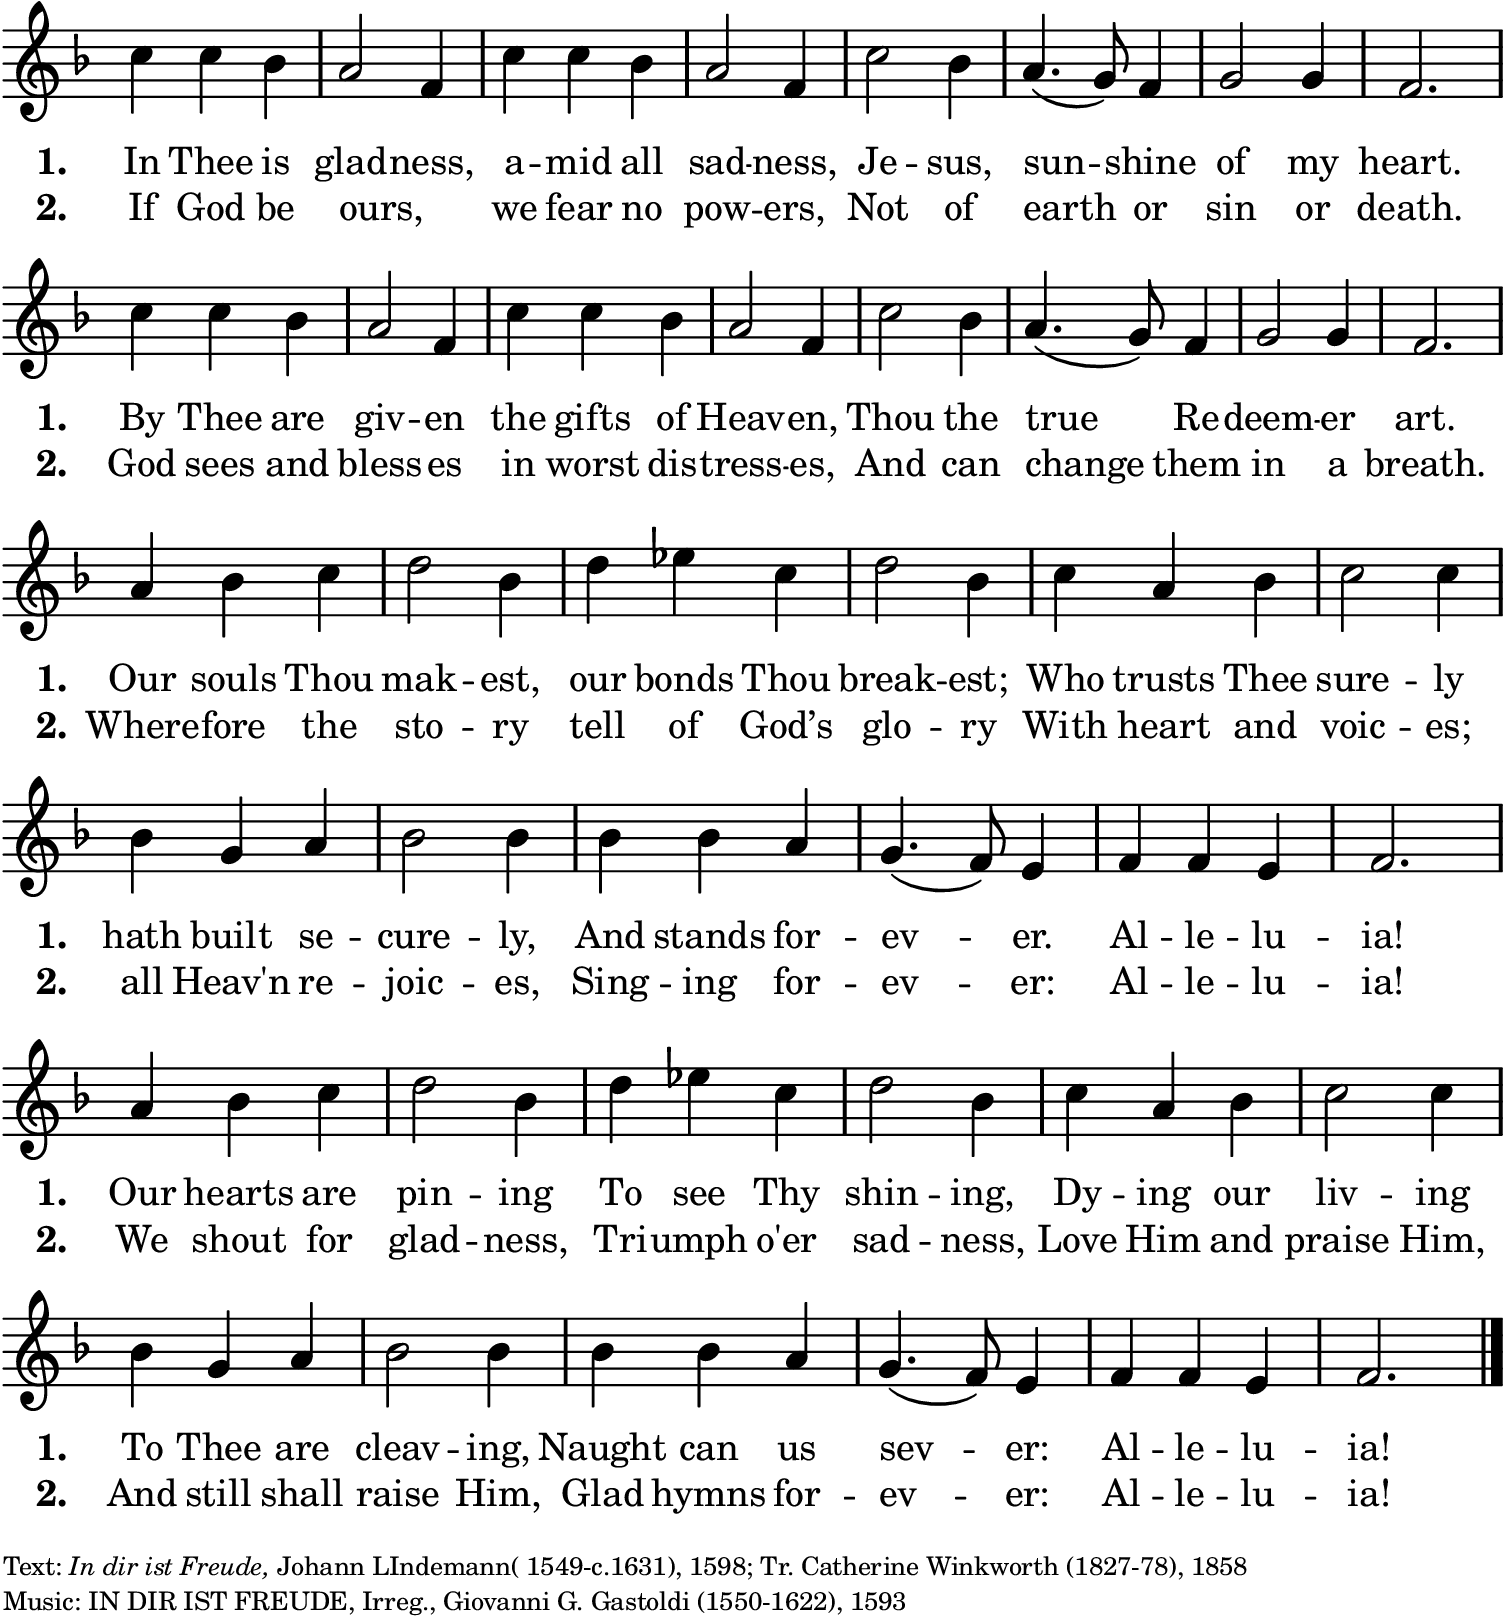 1. In Thee is gladness, a -- mid all sad -- ness, Je -- sus, sun -- shine of my heart.
2. If God be ours, we fear no pow -- ers, Not of earth or sin or death.
1. By Thee are giv -- en the gifts of Heaven, Thou the true Redeem -- er art.
2. God sees and blesses in worst distress -- es, And can change them in a breath.
1. Our souls Thou mak -- est, our bonds Thou break -- est; Who trusts Thee sure -- ly
2. Wherefore the sto -- ry tell of God’s glo -- ry With heart and voic -- es;
1. hath built se -- cure -- ly, And stands for -- ev -- er. Al -- le -- lu -- ia!
2. all Heav'n re -- joic -- es, Sing -- ing for -- ev -- er: Al -- le -- lu -- ia!
1. Our hearts are pin -- ing To see Thy shin -- ing, Dy -- ing our liv -- ing
2. We shout for glad -- ness, Triumph o'er sad -- ness, Love Him and praise Him,
1. To Thee are cleav -- ing, Naught can us sev -- er: Al -- le -- lu -- ia!
2. And still shall raise Him, Glad hymns for -- ev -- er: Al -- le -- lu -- ia!
Text: In dir ist Freude, Johann LIndemann( 1549-c.1631), 1598; Tr. Catherine Winkworth (1827-78), 1858
Music: IN DIR IST FREUDE, Irreg., Giovanni G. Gastoldi (1550-1622), 1593